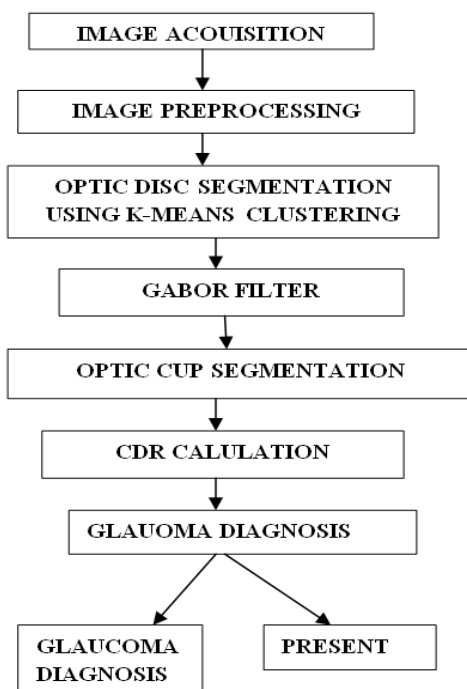 IMAGE ACOUISITION
IMAGE PREPROCESSING
OPTIC DISC SEGMENTATION
USING K-MEANS CLUSTERING
GABOR FILTER
OPTIC CUP SEGMENTATION
CDR CALULATION
GLAUOMA DIAGNOSIS
GLAUCOMA
DIAGNOSIS
PRESENT